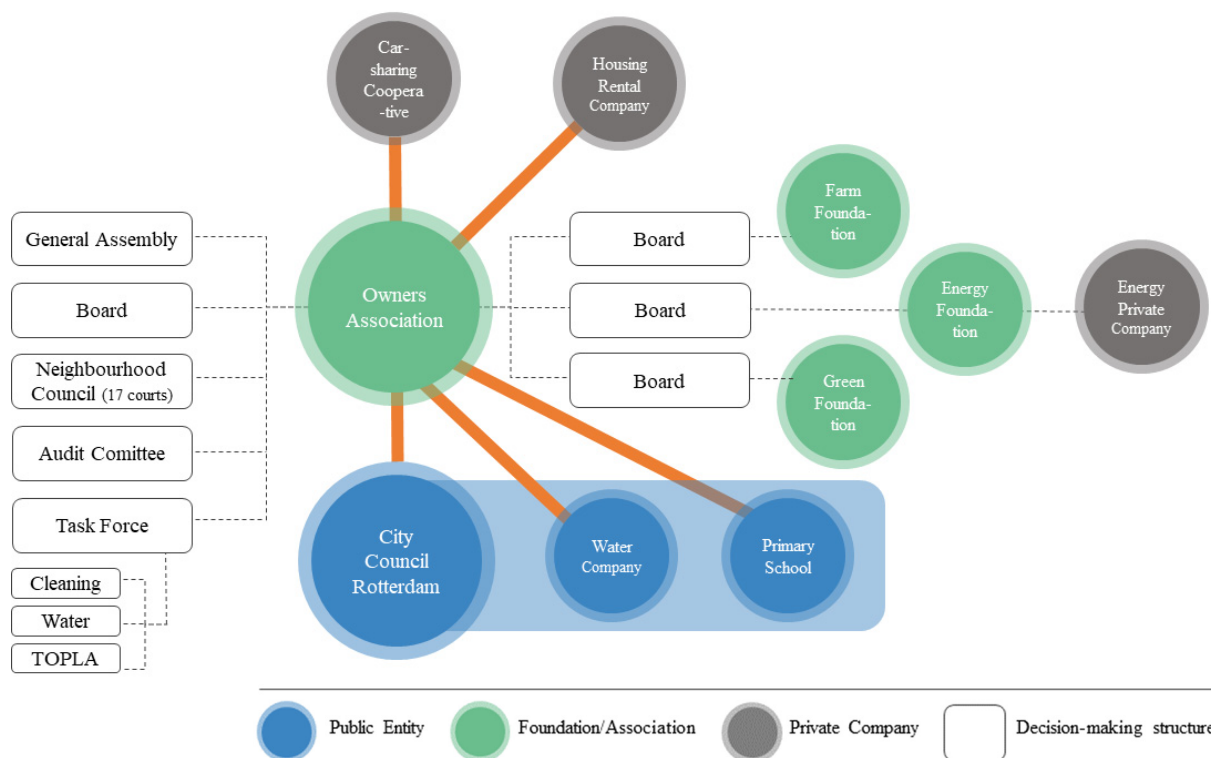 Car-
sharing
Coopera
-tive
Housing
Rental
Company
Farm
Founda-
tion
General Assembly
Board
Owners
Association
Board
Board
Energy
Founda-
tion
Energy
Private
Company
Neighbourhood
Council (17 courts)
Board
Green
Founda-
tion
Audit Comittee
Task Force
City
Council
Rotterdam
Water
Company
Primary
School
Cleaning
Water
TOPLA
Public Entity
Foundation/Association
Private Company
Decision-making structure